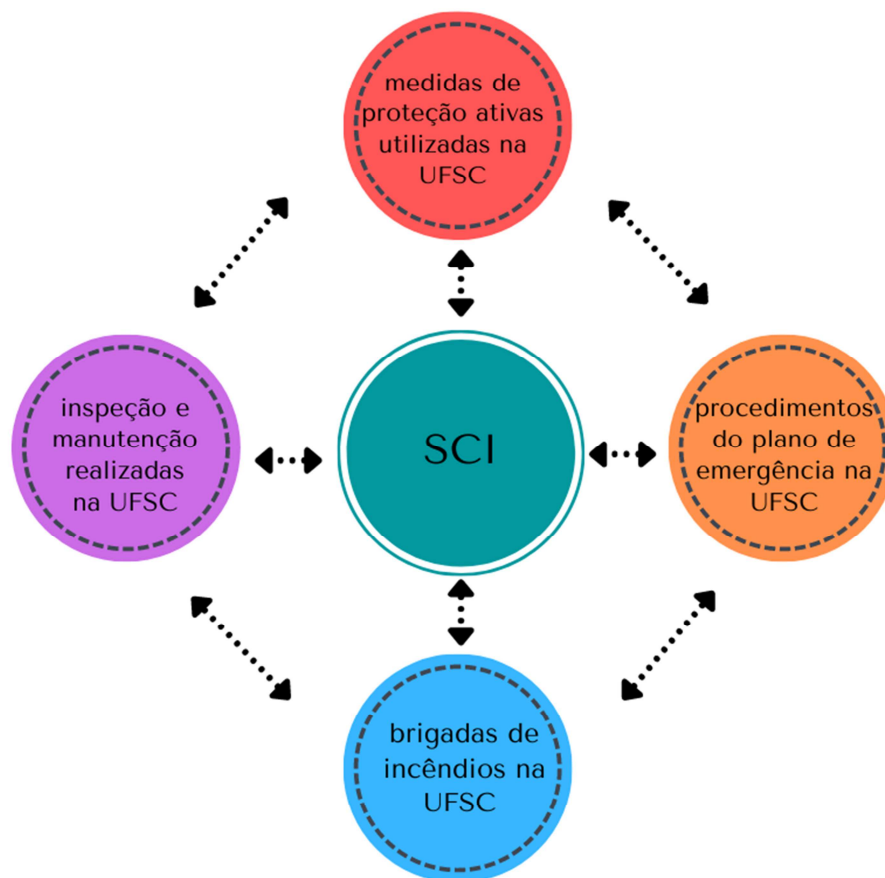 medidas de
proteção ativas
utilizadas na
UFSC
inspeção e
manutenção
realizadas
na UFSC
SCI
procedimentos
do plano de
emergência na
UFSC
brigadas de
incêndios na
UFSC